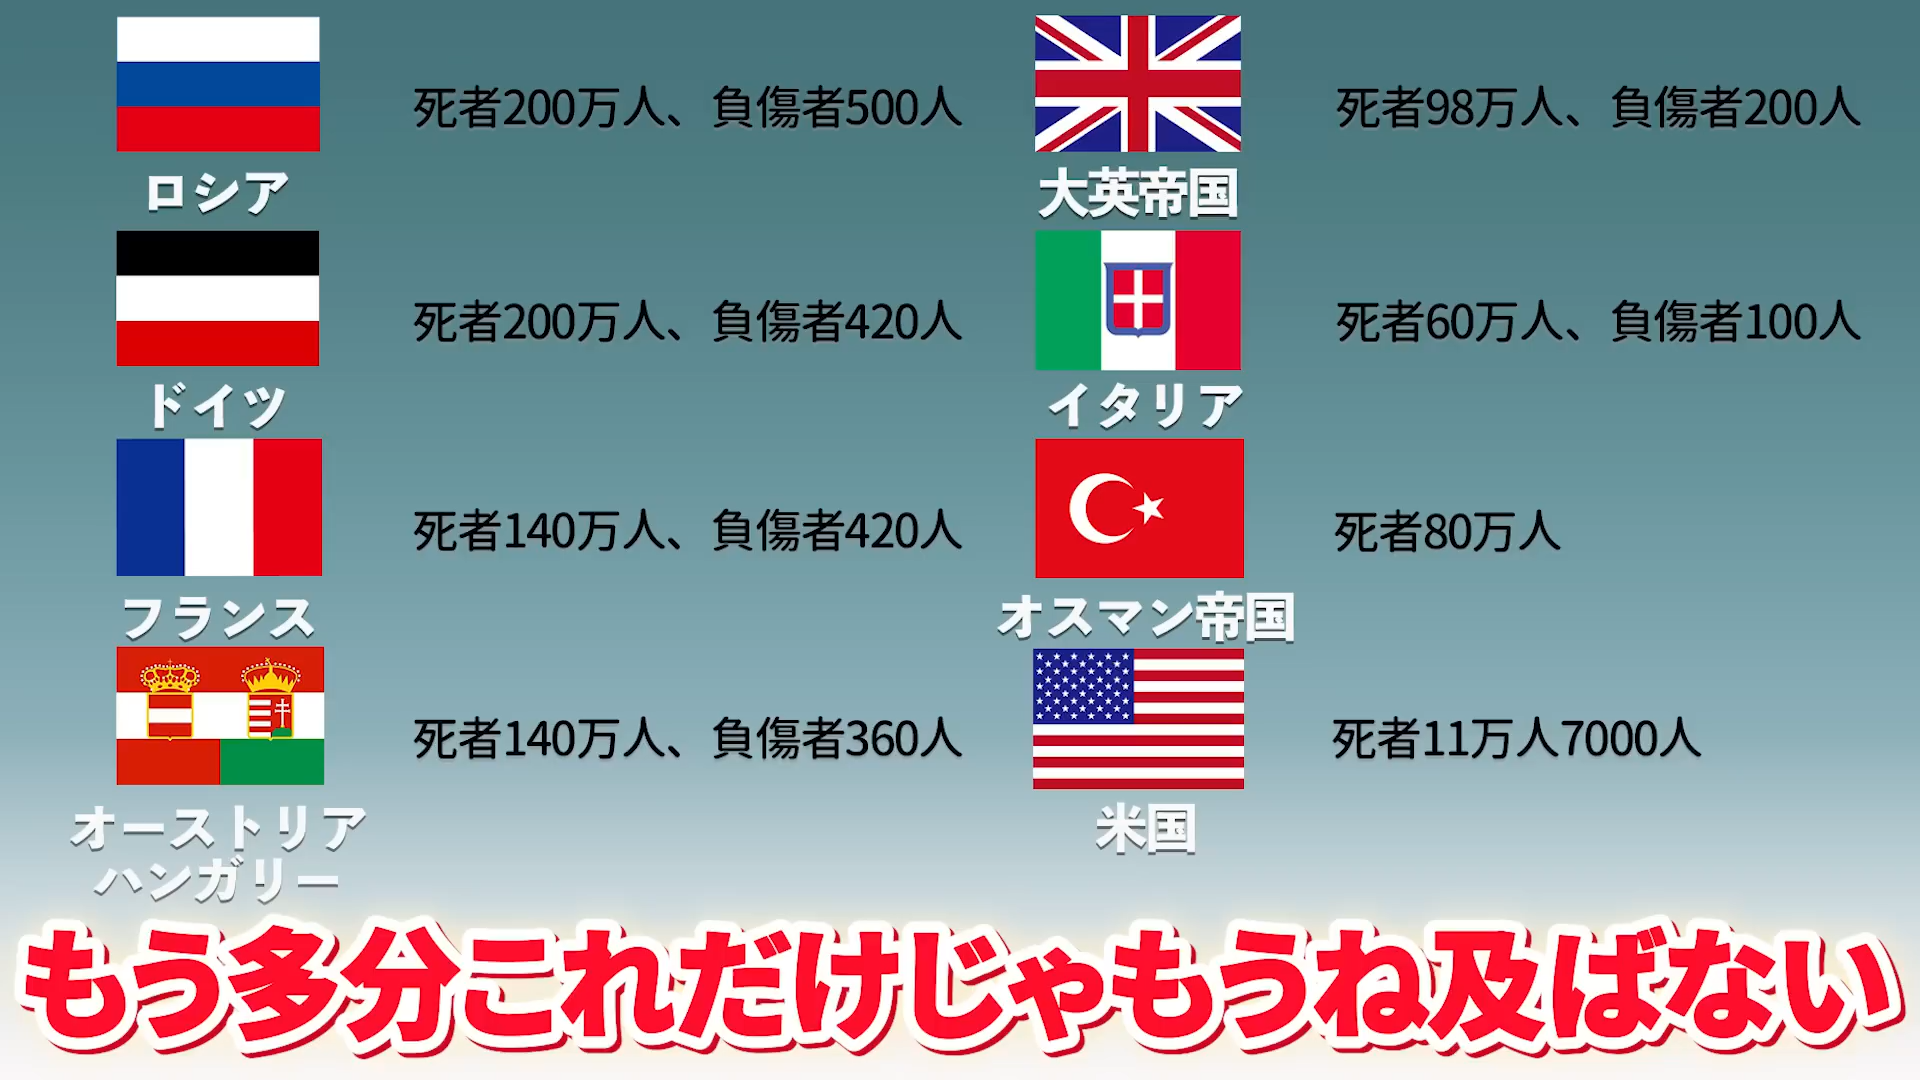 死者200万人、負傷者500人
ロシア
死者98万人、負傷者200人
大英帝国
死者200万人、負傷者420人
ドイツ
死者60万人、負傷者100人
イタリア
死者140万人、負傷者420人
フランス
死者80万人
オスマン帝国
死者140万人、負傷者360人
オーストリア
ハンガリー
死者11万人7000人
米国
もう多分これだけじゃもうね及ばない